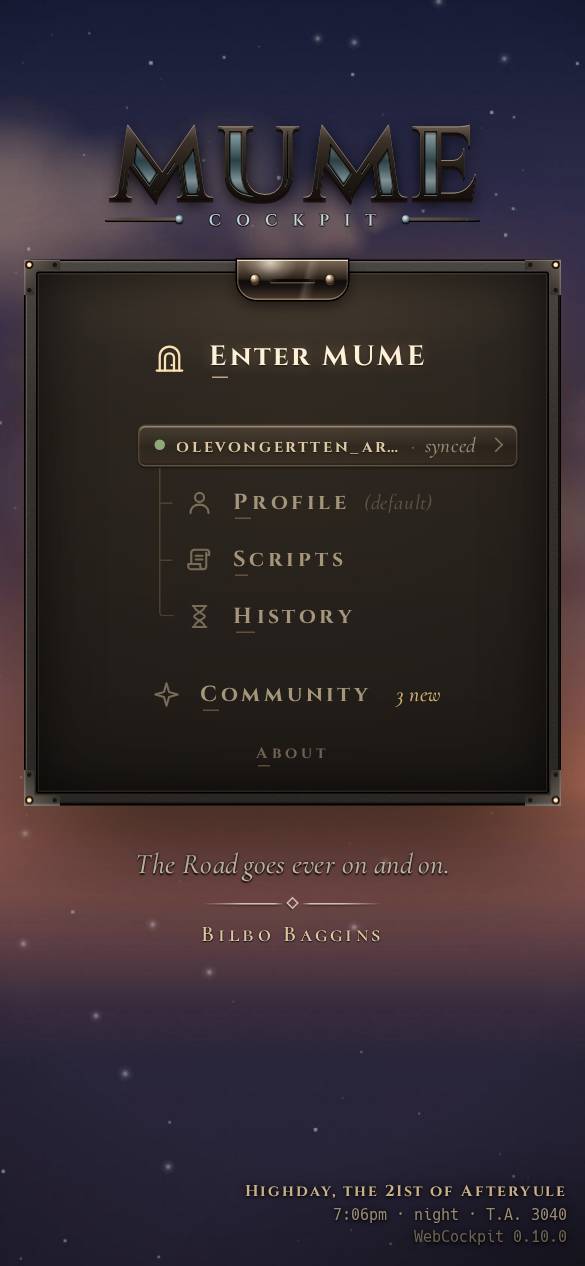 MUME
COCKPIT
Enter MUME
OLEVONGERTTEN_AR… · synced
Profile (default)
Scripts
History
Community 3 new
About
The Road goes ever on and on.
Bilbo Baggins
Highday, the 21st of Afteryule
7:06pm · night · T.A. 3040
WebCockpit 0.10.0